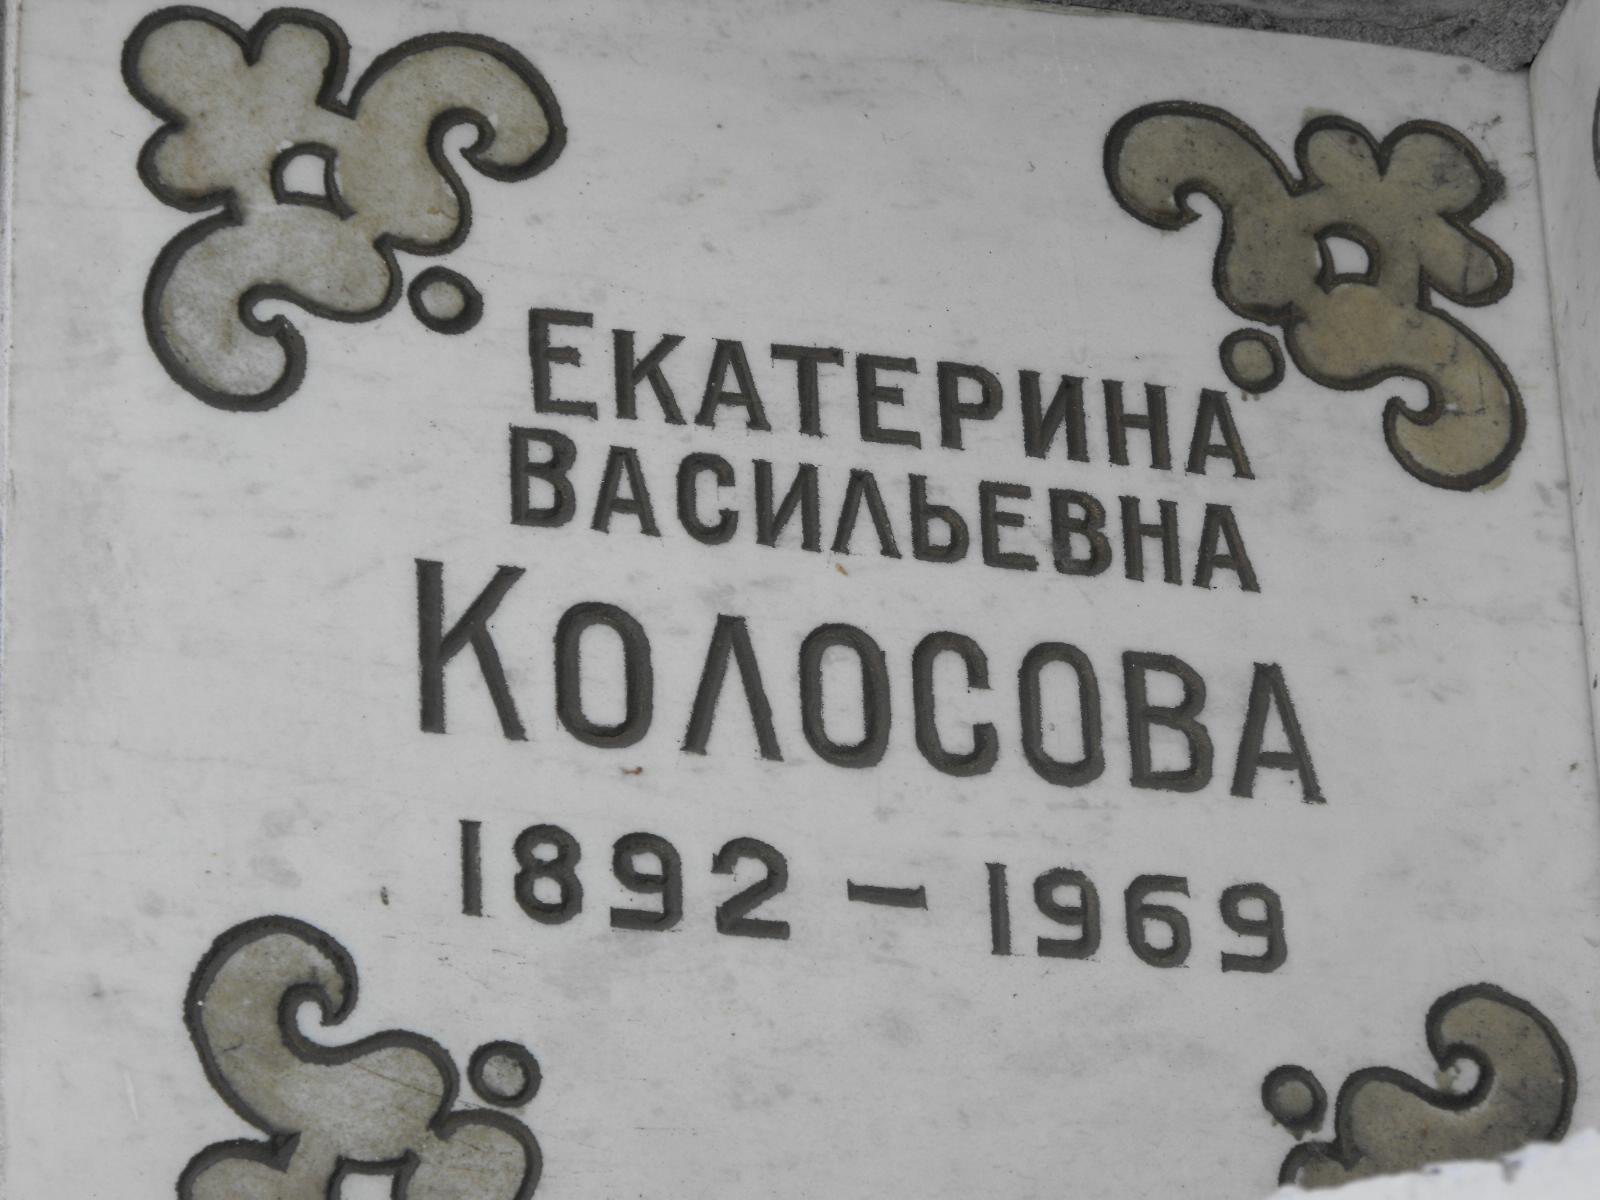 ЕКАТЕРИНА
ВАСИЛЬЕВНА
КОЛОСОВА
1892 – 1969